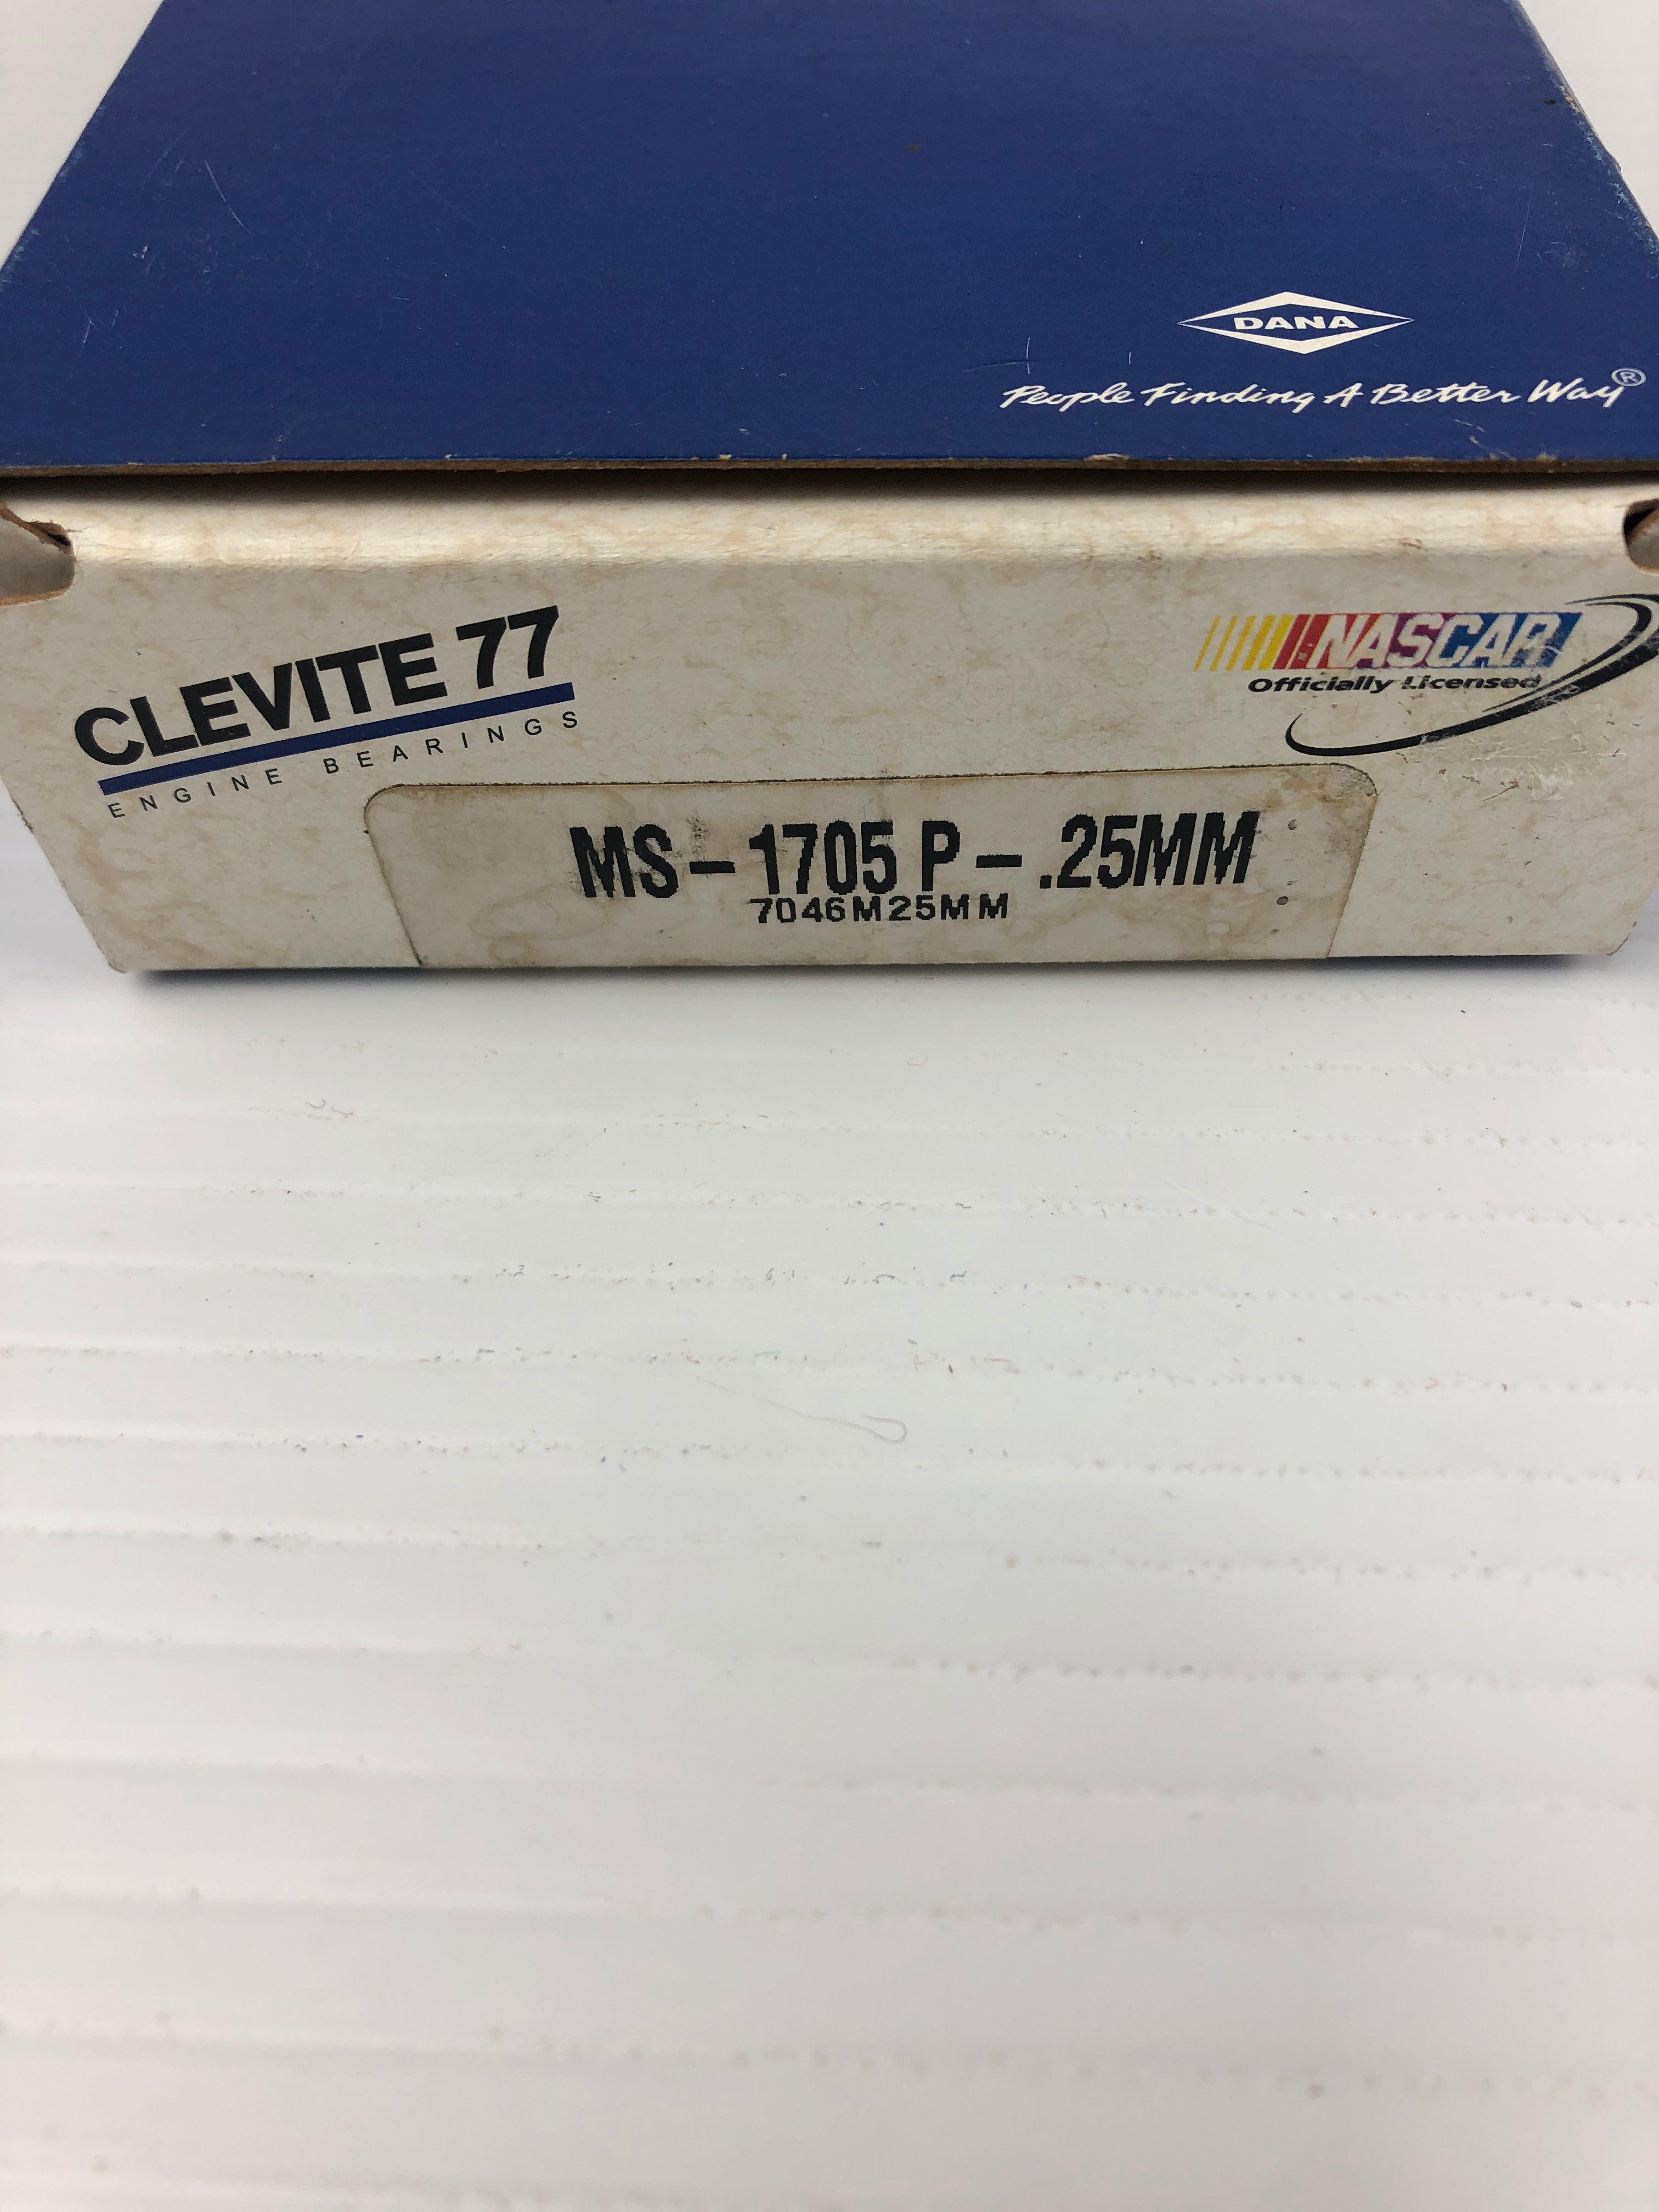 DANA
People Finding A Better Way®
CLEVITE 77
ENGINE BEARINGS
NASCAR
Officially Licensed
MS-1705 P-.25MM
7046M25MM